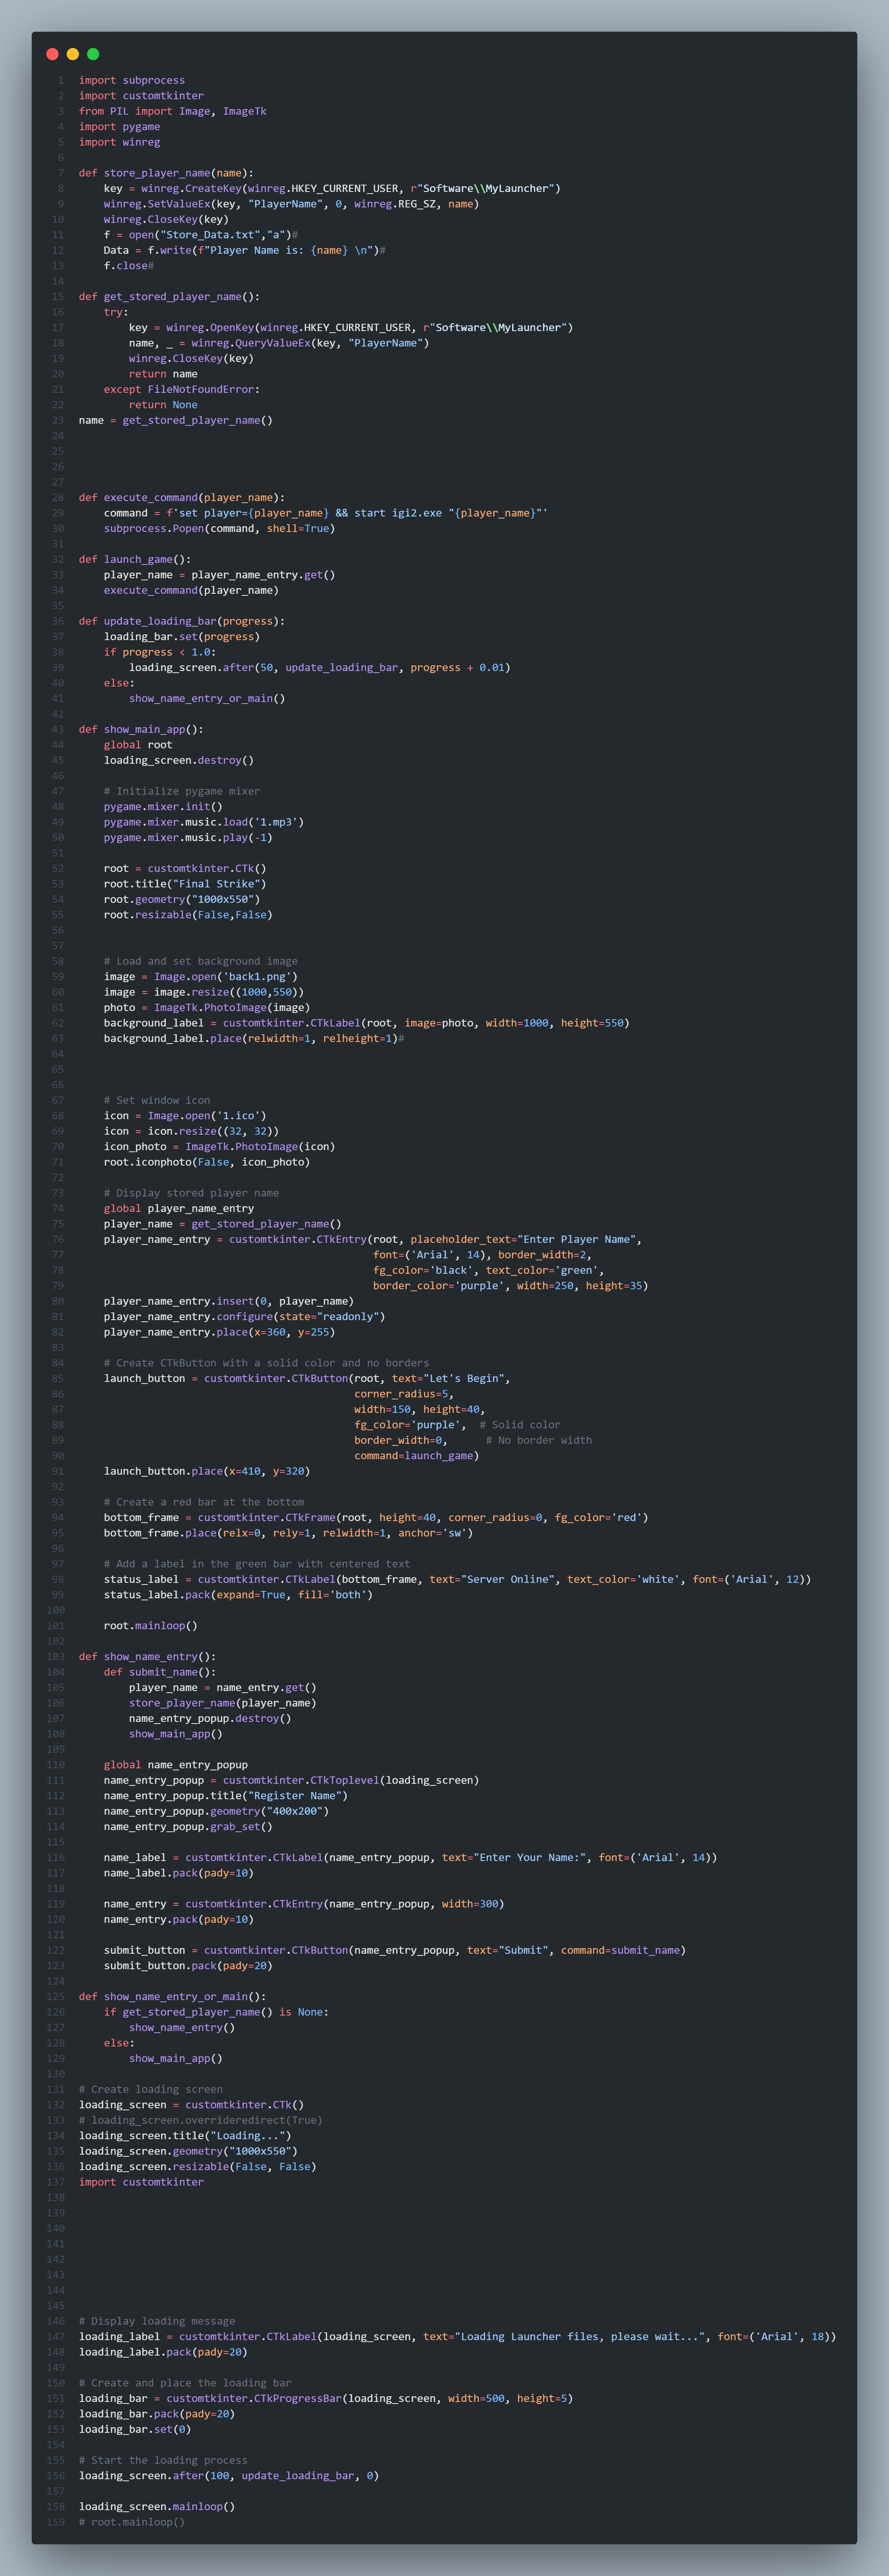 1 import subprocess
2 import customtkinter
3 from PIL import Image, ImageTk
4 import pygame
5 import winreg
6
7 def store_player_name(name):
8     key = winreg.CreateKey(winreg.HKEY_CURRENT_USER, r"Software\\MyLauncher")
9     winreg.SetValueEx(key, "PlayerName", 0, winreg.REG_SZ, name)
10     winreg.CloseKey(key)
11     f = open("Store_Data.txt","a")#
12     Data = f.write(f"Player Name is: {name} \n")#
13     f.close#
14
15 def get_stored_player_name():
16     try:
17         key = winreg.OpenKey(winreg.HKEY_CURRENT_USER, r"Software\\MyLauncher")
18         name, _ = winreg.QueryValueEx(key, "PlayerName")
19         winreg.CloseKey(key)
20         return name
21     except FileNotFoundError:
22         return None
23 name = get_stored_player_name()
24
25
26
27
28 def execute_command(player_name):
29     command = f'set player={player_name} && start igi2.exe "{player_name}"'
30     subprocess.Popen(command, shell=True)
31
32 def launch_game():
33     player_name = player_name_entry.get()
34     execute_command(player_name)
35
36 def update_loading_bar(progress):
37     loading_bar.set(progress)
38     if progress < 1.0:
39         loading_screen.after(50, update_loading_bar, progress + 0.01)
40     else:
41         show_name_entry_or_main()
42
43 def show_main_app():
44     global root
45     loading_screen.destroy()
46
47     # Initialize pygame mixer
48     pygame.mixer.init()
49     pygame.mixer.music.load('1.mp3')
50     pygame.mixer.music.play(-1)
51
52     root = customtkinter.CTk()
53     root.title("Final Strike")
54     root.geometry("1000x550")
55     root.resizable(False,False)
56
57
58     # Load and set background image
59     image = Image.open('back1.png')
60     image = image.resize((1000,550))
61     photo = ImageTk.PhotoImage(image)
62     background_label = customtkinter.CTkLabel(root, image=photo, width=1000, height=550)
63     background_label.place(relwidth=1, relheight=1)#
64
65
66
67     # Set window icon
68     icon = Image.open('1.ico')
69     icon = icon.resize((32, 32))
70     icon_photo = ImageTk.PhotoImage(icon)
71     root.iconphoto(False, icon_photo)
72
73     # Display stored player name
74     global player_name_entry
75     player_name = get_stored_player_name()
76     player_name_entry = customtkinter.CTkEntry(root, placeholder_text="Enter Player Name",
77                                                font=('Arial', 14), border_width=2,
78                                                fg_color='black', text_color='green',
79                                                border_color='purple', width=250, height=35)
80     player_name_entry.insert(0, player_name)
81     player_name_entry.configure(state="readonly")
82     player_name_entry.place(x=360, y=255)
83
84     # Create CTkButton with a solid color and no borders
85     launch_button = customtkinter.CTkButton(root, text="Let's Begin",
86                                             corner_radius=5,
87                                             width=150, height=40,
88                                             fg_color='purple',  # Solid color
89                                             border_width=0,      # No border width
90                                             command=launch_game)
91     launch_button.place(x=410, y=320)
92
93     # Create a red bar at the bottom
94     bottom_frame = customtkinter.CTkFrame(root, height=40, corner_radius=0, fg_color='red')
95     bottom_frame.place(relx=0, rely=1, relwidth=1, anchor='sw')
96
97     # Add a label in the green bar with centered text
98     status_label = customtkinter.CTkLabel(bottom_frame, text="Server Online", text_color='white', font=('Arial', 12))
99     status_label.pack(expand=True, fill='both')
100
101     root.mainloop()
102
103 def show_name_entry():
104     def submit_name():
105         player_name = name_entry.get()
106         store_player_name(player_name)
107         name_entry_popup.destroy()
108         show_main_app()
109
110     global name_entry_popup
111     name_entry_popup = customtkinter.CTkToplevel(loading_screen)
112     name_entry_popup.title("Register Name")
113     name_entry_popup.geometry("400x200")
114     name_entry_popup.grab_set()
115
116     name_label = customtkinter.CTkLabel(name_entry_popup, text="Enter Your Name:", font=('Arial', 14))
117     name_label.pack(pady=10)
118
119     name_entry = customtkinter.CTkEntry(name_entry_popup, width=300)
120     name_entry.pack(pady=10)
121
122     submit_button = customtkinter.CTkButton(name_entry_popup, text="Submit", command=submit_name)
123     submit_button.pack(pady=20)
124
125 def show_name_entry_or_main():
126     if get_stored_player_name() is None:
127         show_name_entry()
128     else:
129         show_main_app()
130
131 # Create loading screen
132 loading_screen = customtkinter.CTk()
133 # loading_screen.overrideredirect(True)
134 loading_screen.title("Loading...")
135 loading_screen.geometry("1000x550")
136 loading_screen.resizable(False, False)
137 import customtkinter
138
139
140
141
142
143
144
145
146 # Display loading message
147 loading_label = customtkinter.CTkLabel(loading_screen, text="Loading Launcher files, please wait...", font=('Arial', 18))
148 loading_label.pack(pady=20)
149
150 # Create and place the loading bar
151 loading_bar = customtkinter.CTkProgressBar(loading_screen, width=500, height=5)
152 loading_bar.pack(pady=20)
153 loading_bar.set(0)
154
155 # Start the loading process
156 loading_screen.after(100, update_loading_bar, 0)
157
158 loading_screen.mainloop()
159 # root.mainloop()